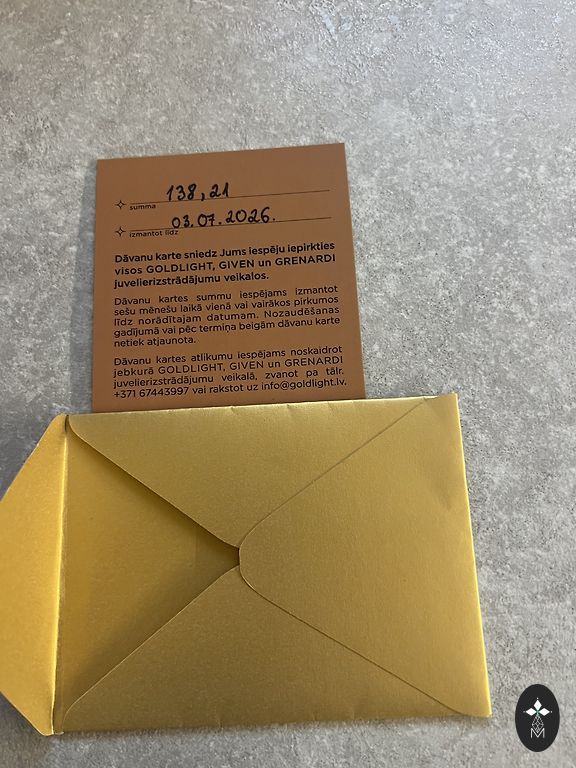 138,21
summa
03.07.2026.
izmantot līdz
Dāvanu karte sniedz Jums iespēju iepirkties
visos GOLDLIGHT, GIVEN un GRENARDI
juvelierizstrādājumu veikalos.
Dāvanu kartes summu iespējams izmantot
sešu mēnešu laikā vienā vai vairākos pirkumos
līdz norādītajam datumam. Nozaudēšanas
gadījumā vai pēc termiņa beigām dāvanu karte
netiek atjaunota.
Dāvanu kartes atlikumu iespējams noskaidrot
jebkurā GOLDLIGHT, GIVEN un GRENARDI
juvelierizstrādājumu veikalā, zvanot pa tālr.
+371 67443997 vai rakstot uz info@goldlight.lv.
M